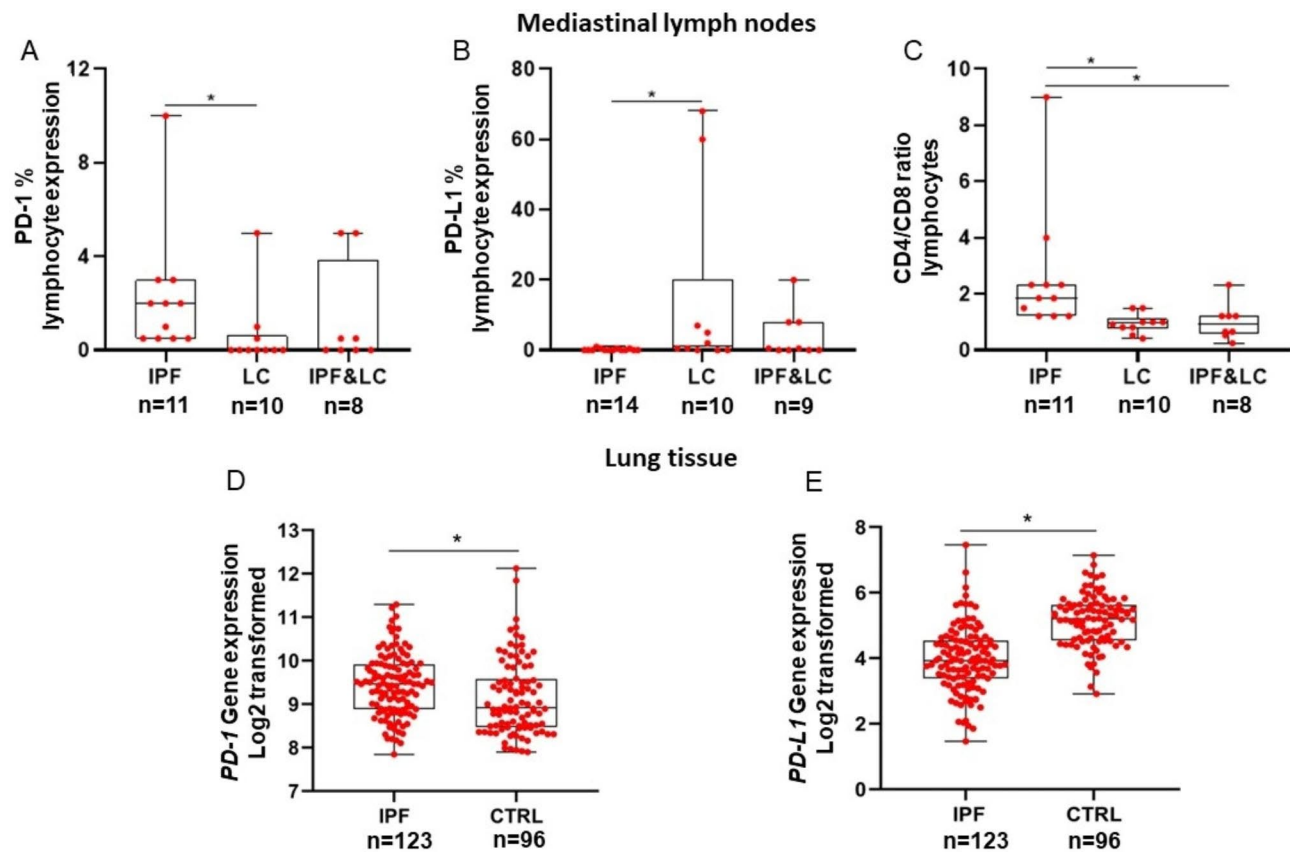 Mediastinal lymph nodes
A
B
C
PD-1 %
lymphocyte expression
12
8
4
0
*
IPF
LC
IPF&LC
n=11
n=10
n=8
PD-L1 %
lymphocyte expression
80
60
40
20
0
*
IPF
LC
IPF&LC
n=14
n=10
n=9
CD4/CD8 ratio
lymphocytes
10
8
6
4
2
0
*
*
IPF
LC
IPF&LC
n=11
n=10
n=8
Lung tissue
D
E
PD-1 Gene expression
Log2 transformed
13
12
11
10
9
8
7
*
IPF
CTRL
n=123
n=96
PD-L1 Gene expression
Log2 transformed
8
6
4
2
0
*
IPF
CTRL
n=123
n=96